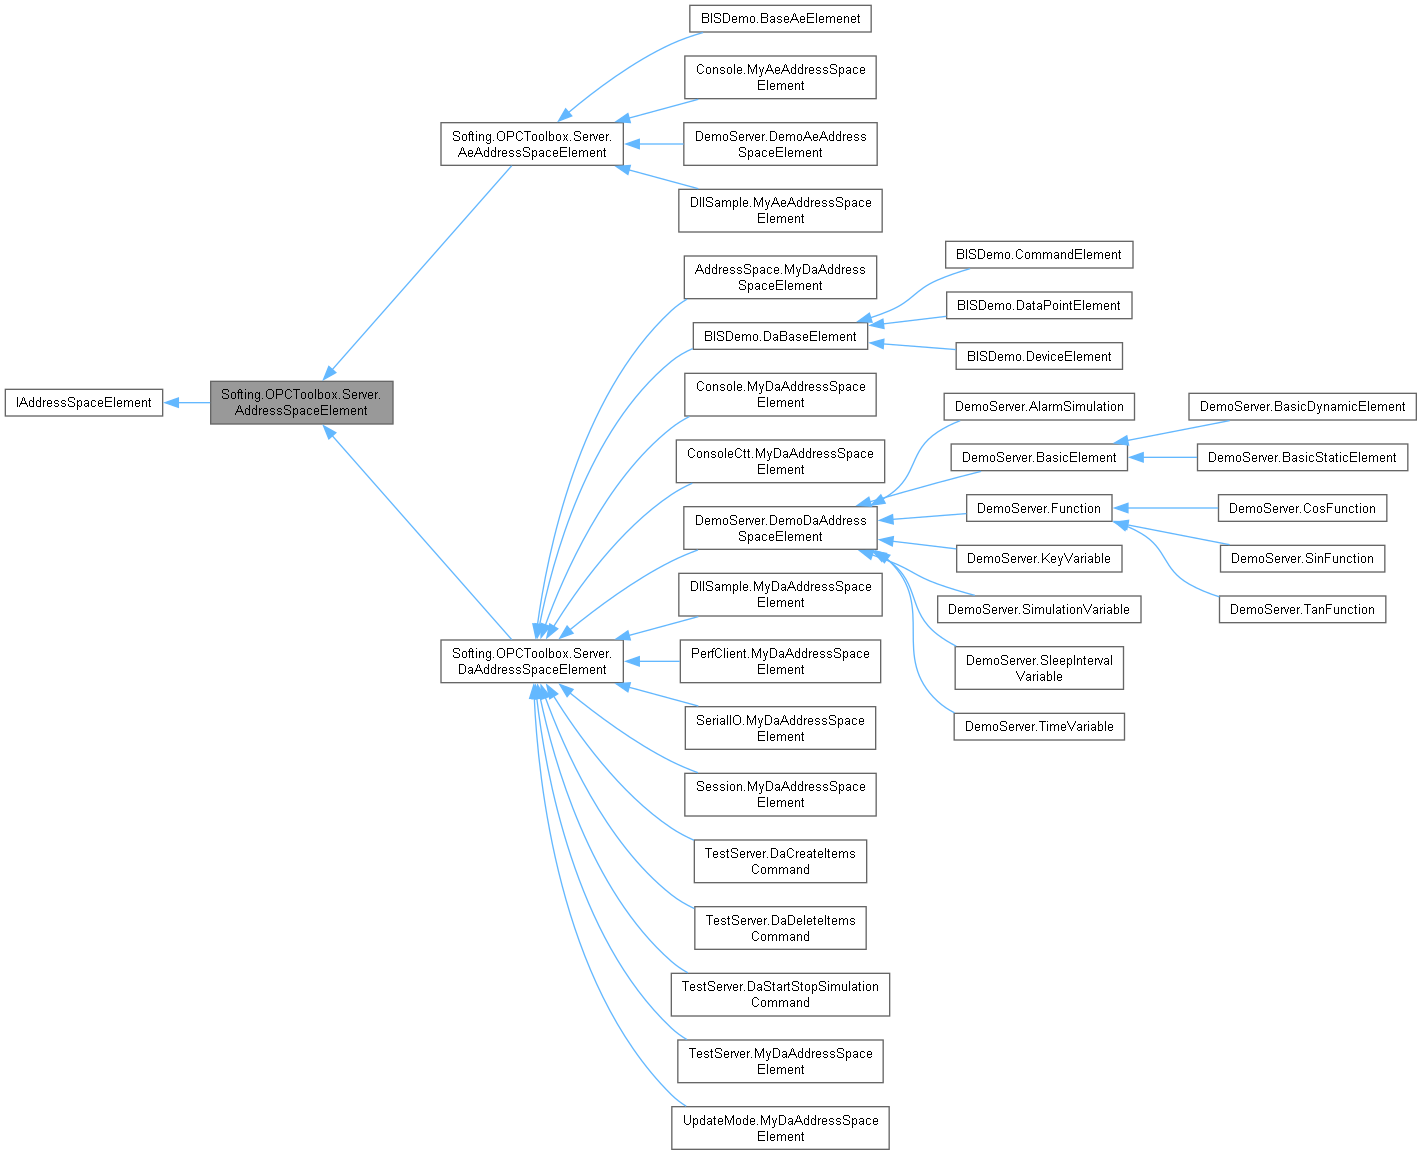 IAddressSpaceElement
Softing.OPCToolbox.Server.
AddressSpaceElement
Softing.OPCToolbox.Server.
AeAddressSpaceElement
BISDemo.BaseAeElemenet
Console.MyAeAddressSpace
Element
DemoServer.DemoAeAddress
SpaceElement
DllSample.MyAeAddressSpace
Element
Softing.OPCToolbox.Server.
DaAddressSpaceElement
AddressSpace.MyDaAddress
SpaceElement
BISDemo.DaBaseElement
BISDemo.CommandElement
BISDemo.DataPointElement
BISDemo.DeviceElement
Console.MyDaAddressSpace
Element
ConsoleCtt.MyDaAddressSpace
Element
DemoServer.DemoDaAddress
SpaceElement
DemoServer.AlarmSimulation
DemoServer.BasicElement
DemoServer.BasicDynamicElement
DemoServer.BasicStaticElement
DemoServer.Function
DemoServer.CosFunction
DemoServer.SinFunction
DemoServer.TanFunction
DemoServer.KeyVariable
DemoServer.SimulationVariable
DemoServer.SleepInterval
Variable
DemoServer.TimeVariable
DllSample.MyDaAddressSpace
Element
PerfClient.MyDaAddressSpace
Element
SerialIO.MyDaAddressSpace
Element
Session.MyDaAddressSpace
Element
TestServer.DaCreateItems
Command
TestServer.DaDeleteItems
Command
TestServer.DaStartStopSimulation
Command
TestServer.MyDaAddressSpace
Element
UpdateMode.MyDaAddressSpace
Element